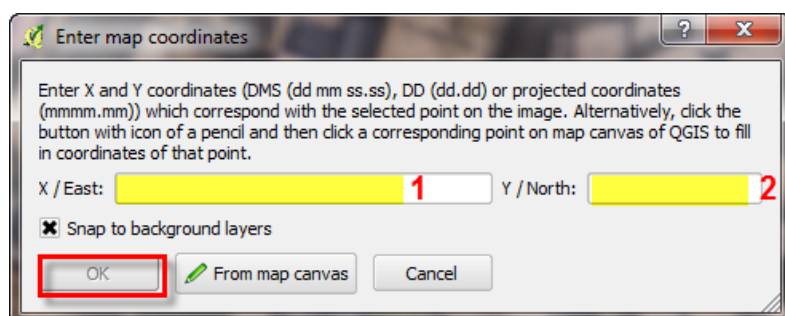 Enter map coordinates
Enter X and Y coordinates (DMS (dd mm ss.ss), DD (dd.dd) or projected coordinates
(mmmm.mm)) which correspond with the selected point on the image. Alternatively, click the
button with icon of a pencil and then click a corresponding point on map canvas of QGIS to fill
in coordinates of that point.
X / East: 1 Y / North: 2
Snap to background layers
OK From map canvas Cancel